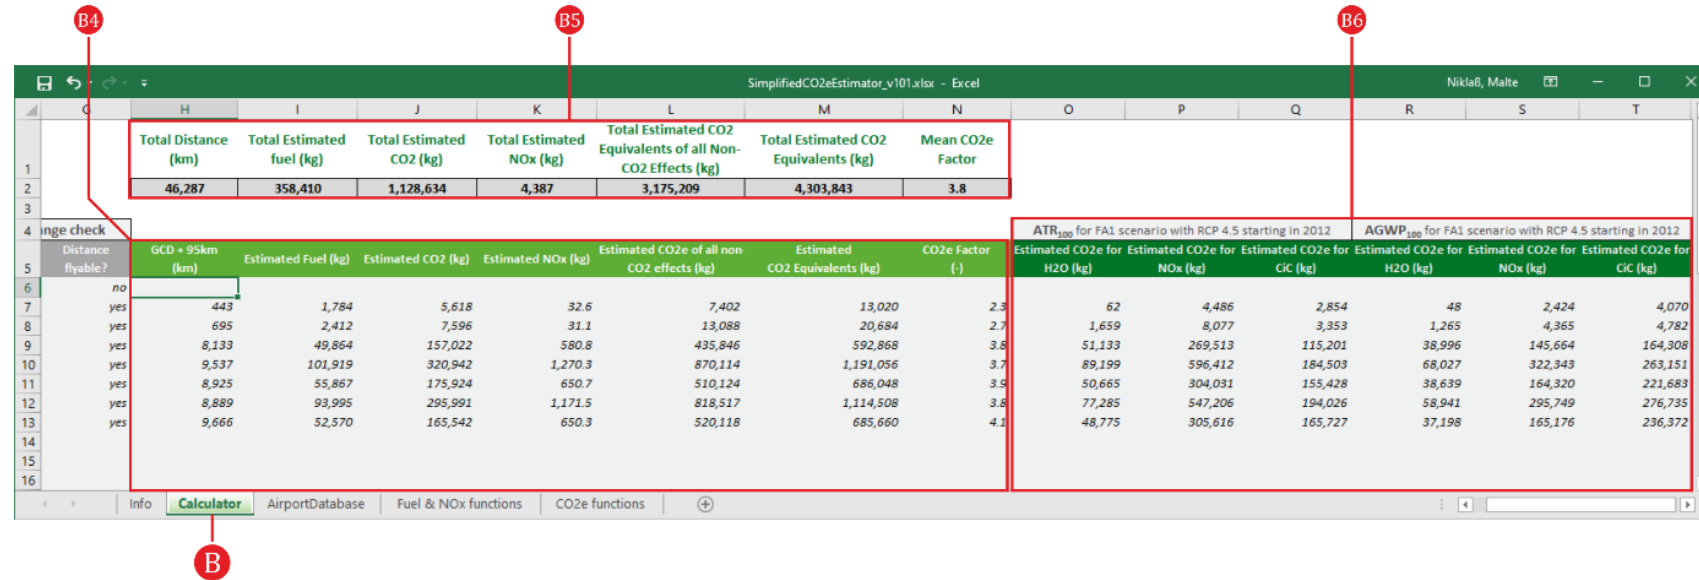 B4 B5 B6
SimplifiedCO2eEstimator_v101.xlsx - Excel Niklaß, Malte
G H I J K L M N O P Q R S T
1 Total Distance (km) Total Estimated fuel (kg) Total Estimated CO2 (kg) Total Estimated NOx (kg) Total Estimated CO2 Equivalents of all Non-CO2 Effects (kg) Total Estimated CO2 Equivalents (kg) Mean CO2e Factor
2 46,287 358,410 1,128,634 4,387 3,175,209 4,303,843 3.8
3
4 nge check ATR100 for FA1 scenario with RCP 4.5 starting in 2012 AGWP100 for FA1 scenario with RCP 4.5 starting in 2012
5 Distance flyable? GCD + 95km (km) Estimated Fuel (kg) Estimated CO2 (kg) Estimated NOx (kg) Estimated CO2e of all non-CO2 effects (kg) Estimated CO2 Equivalents (kg) CO2e Factor (-) Estimated CO2e for H2O (kg) Estimated CO2e for NOx (kg) Estimated CO2e for CiC (kg) Estimated CO2e for H2O (kg) Estimated CO2e for NOx (kg) Estimated CO2e for CiC (kg)
6 no
7 yes 443 1,784 5,618 32.6 7,402 13,020 2.3 62 4,486 2,854 48 2,424 4,070
8 yes 695 2,412 7,596 31.1 13,088 20,684 2.7 1,659 8,077 3,353 1,265 4,365 4,782
9 yes 8,133 49,864 157,022 580.8 435,846 592,868 3.8 51,133 269,513 115,201 38,996 145,664 164,308
10 yes 9,537 101,919 320,942 1,270.3 870,114 1,191,056 3.7 89,199 596,412 184,503 68,027 322,343 263,151
11 yes 8,925 55,867 175,924 650.7 510,124 686,048 3.9 50,665 304,031 155,428 38,639 164,320 221,683
12 yes 8,889 93,995 295,991 1,171.5 818,517 1,114,508 3.8 77,285 547,206 194,026 58,941 295,749 276,735
13 yes 9,666 52,570 165,542 650.3 520,118 685,660 4.1 48,775 305,616 165,727 37,198 165,176 236,372
14
15
16
Info Calculator AirportDatabase Fuel & NOx functions CO2e functions
B